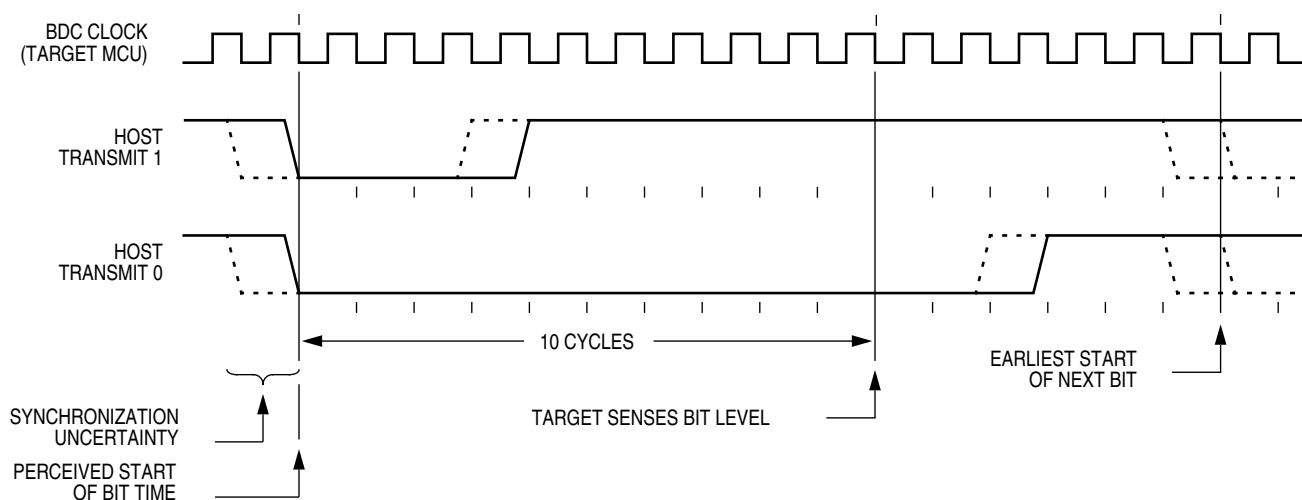 BDC CLOCK
(TARGET MCU)
HOST
TRANSMIT 1
HOST
TRANSMIT 0
10 CYCLES
EARLIEST START
OF NEXT BIT
TARGET SENSES BIT LEVEL
SYNCHRONIZATION
UNCERTAINTY
PERCEIVED START
OF BIT TIME